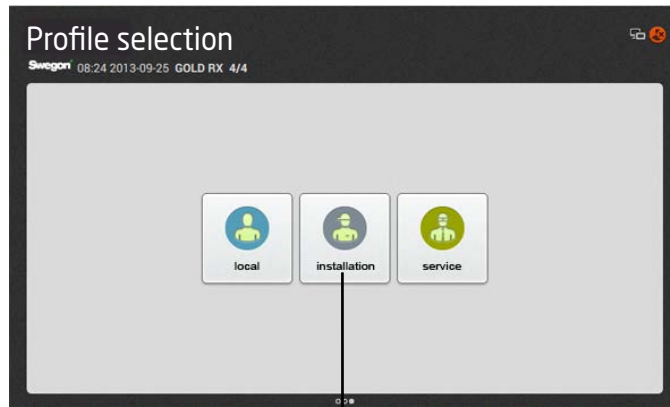 Profile selection
Swegon 08:24 2013-09-25 GOLD RX 4/4
local installation service